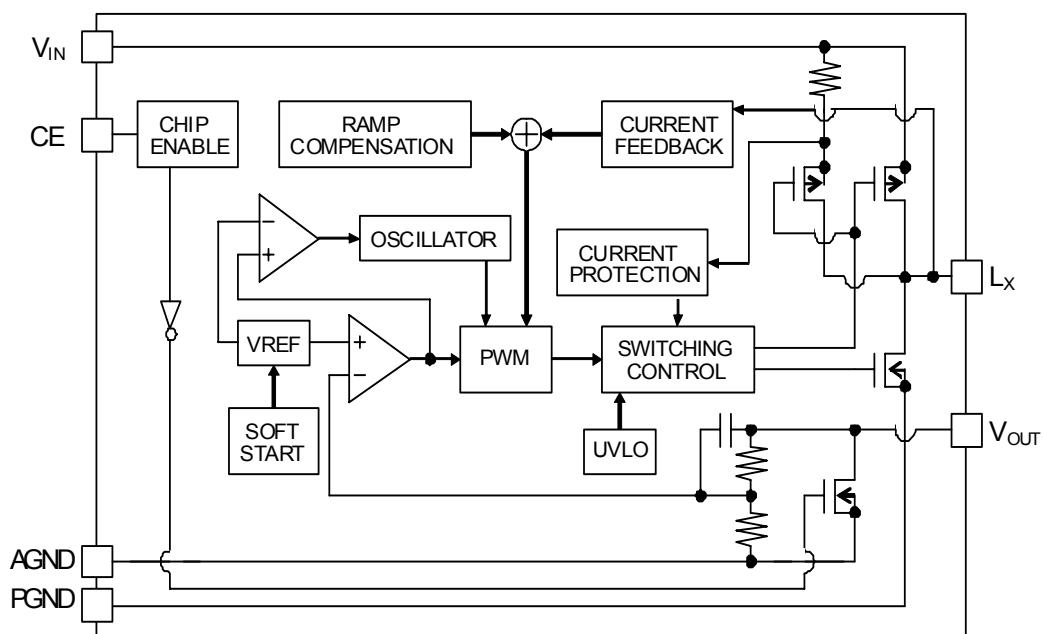 VIN
CE
CHIP
ENABLE
RAMP
COMPENSATION
+
CURRENT
FEEDBACK
−
+
OSCILLATOR
CURRENT
PROTECTION
LX
VREF
+
−
PWM
SWITCHING
CONTROL
SOFT
START
UVLO
VOUT
AGND
PGND